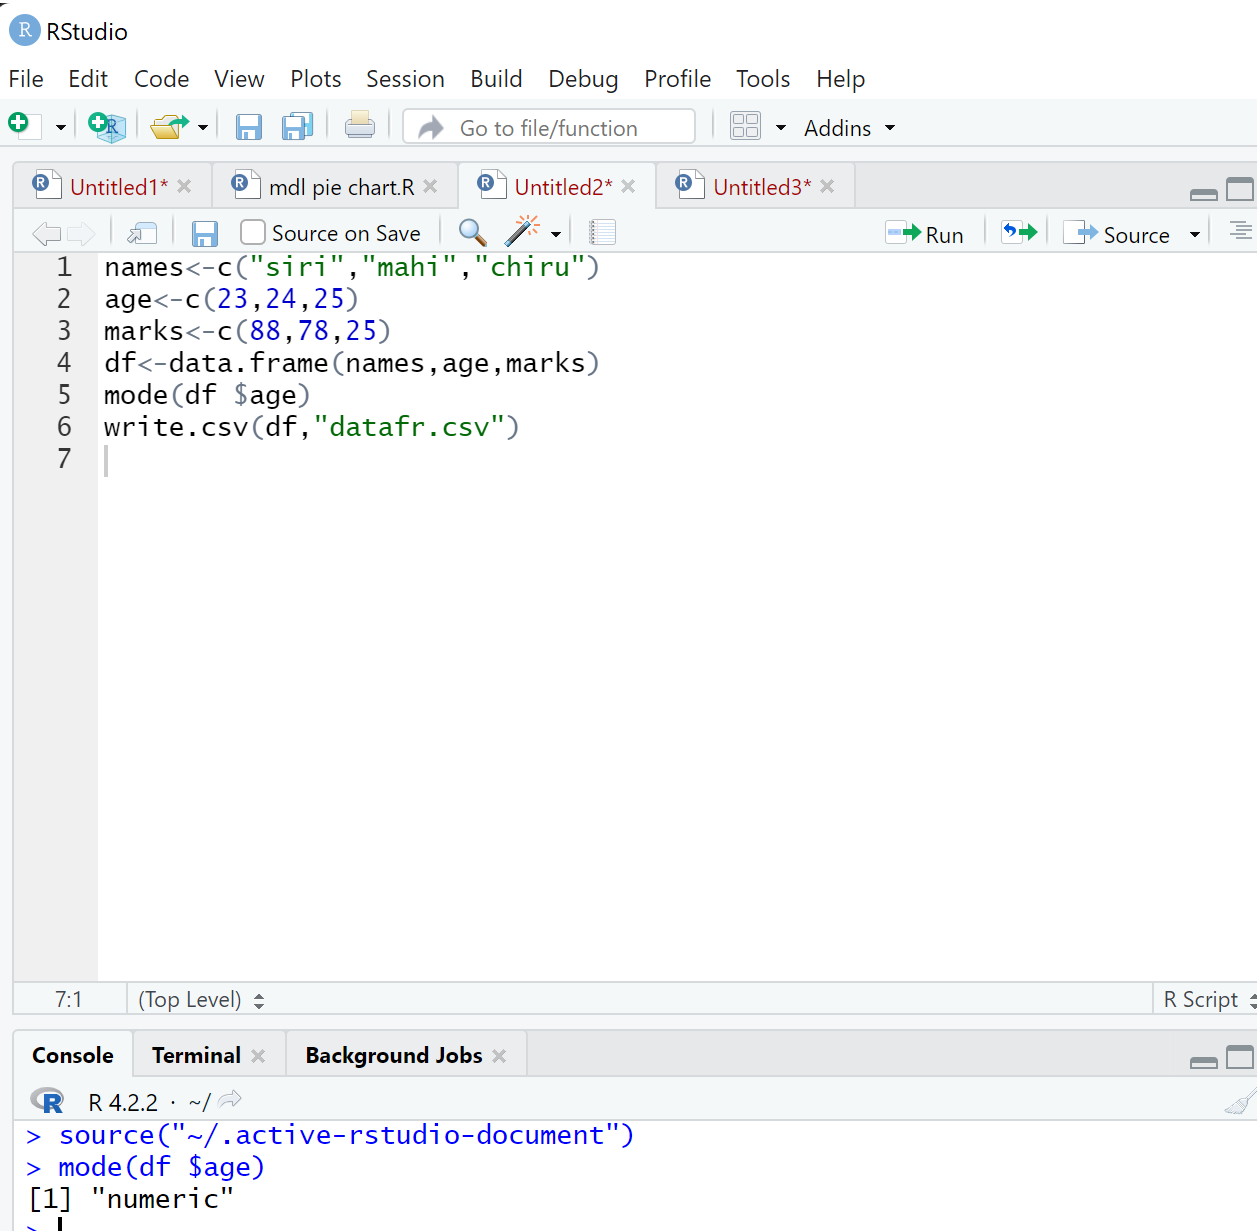 RStudio
File Edit Code View Plots Session Build Debug Profile Tools Help
Go to file/function Addins
Untitled1* mdl pie chart.R Untitled2* Untitled3*
Source on Save Run Source
1 names<-c("siri","mahi","chiru")
2 age<-c(23,24,25)
3 marks<-c(88,78,25)
4 df<-data.frame(names,age,marks)
5 mode(df $age)
6 write.csv(df,"datafr.csv")
7
7:1 (Top Level) R Script
Console Terminal Background Jobs
R 4.2.2 · ~/
> source("~/.active-rstudio-document")
> mode(df $age)
[1] "numeric"
>